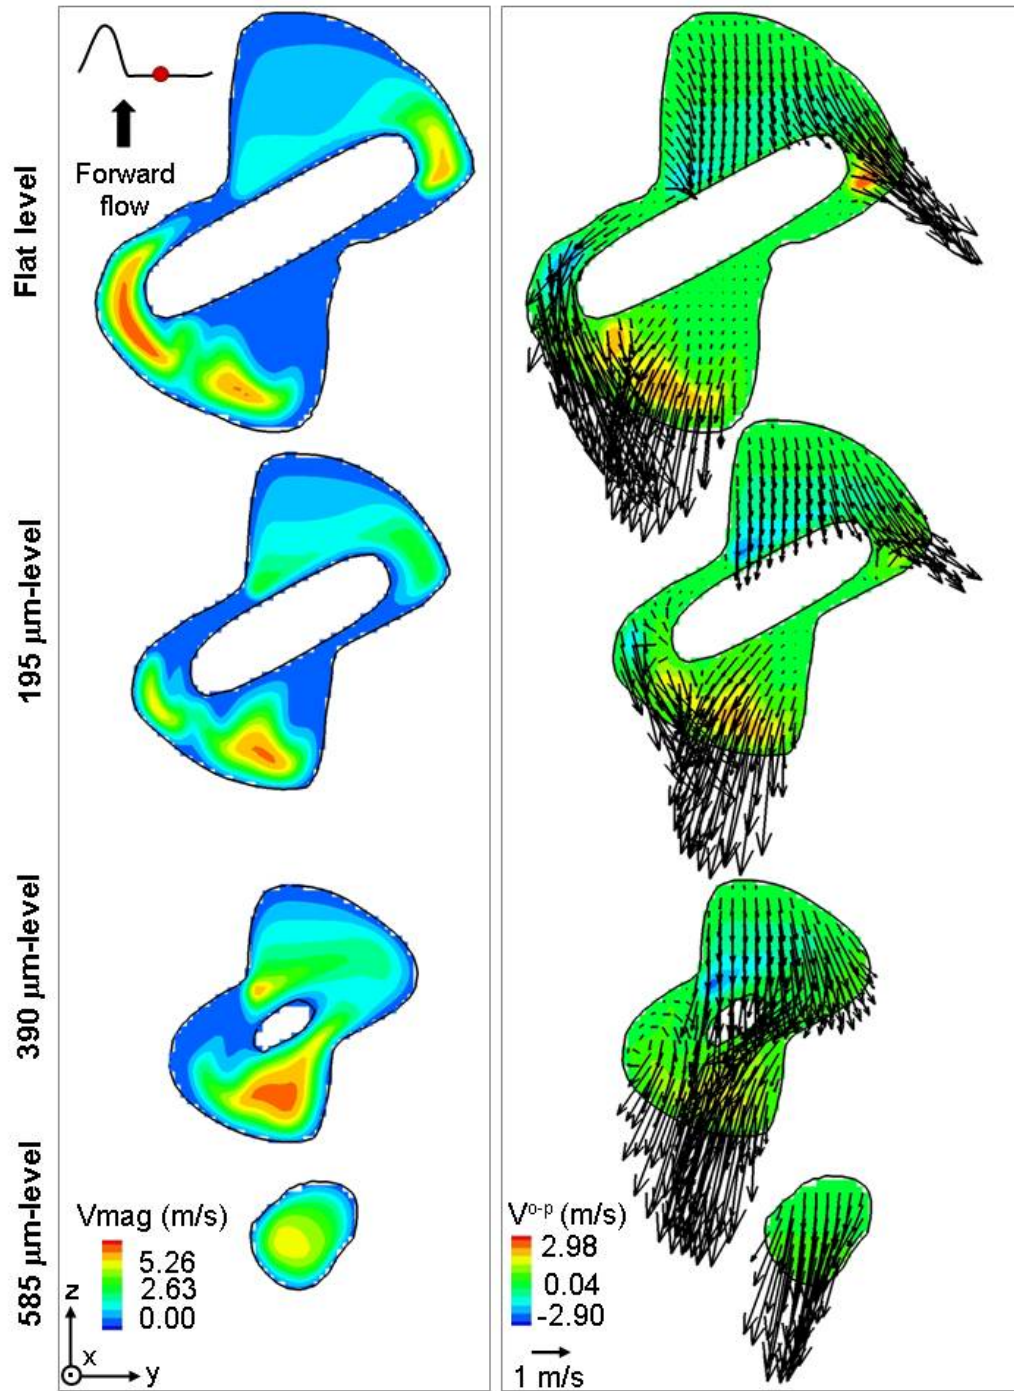 Forward
flow
Flat level
195 µm-level
390 µm-level
585 µm-level
Vmag (m/s)
5.26
2.63
0.00
z
x
y
V°-ᵖ (m/s)
2.98
0.04
-2.90
1 m/s